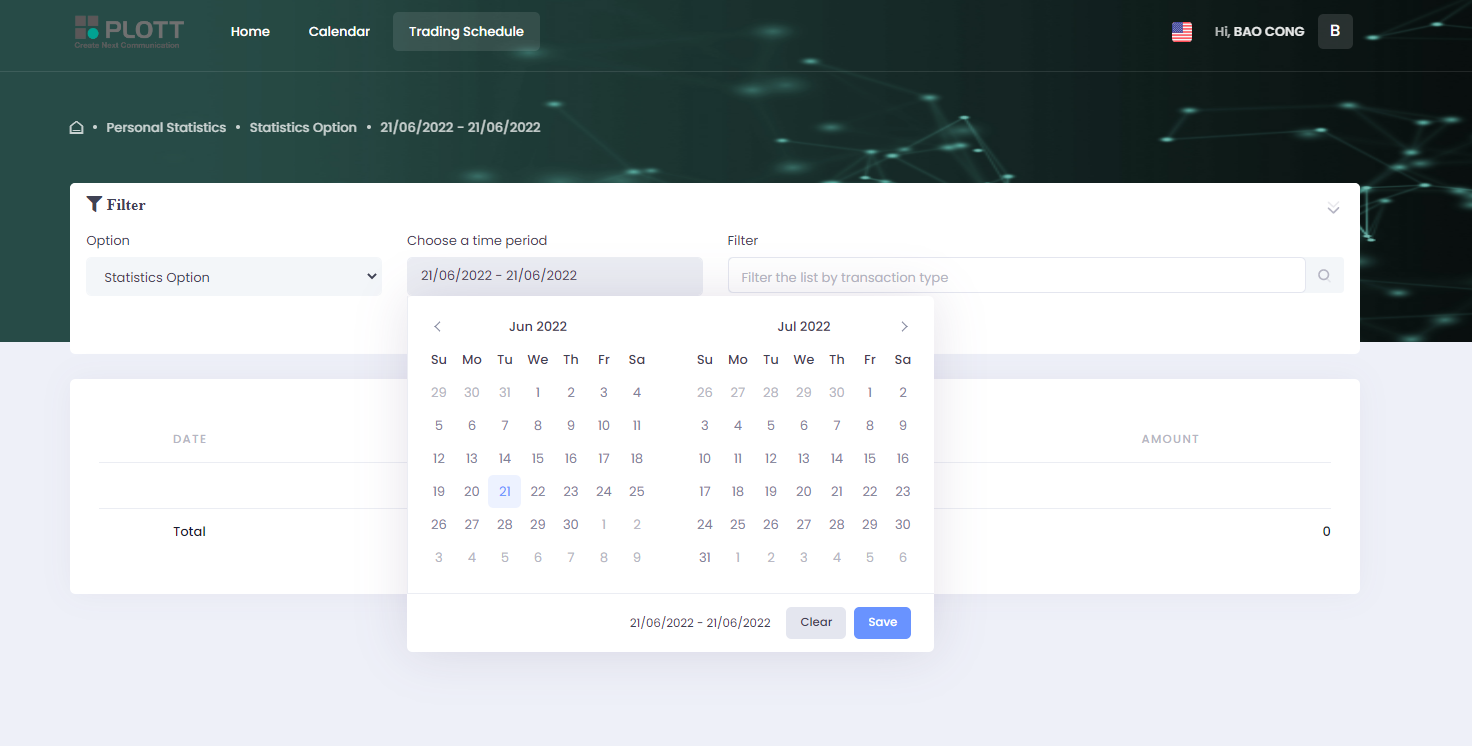 PLOTT
Create Next Communication
Home Calendar Trading Schedule
Hi, BAO CONG B
• Personal Statistics • Statistics Option • 21/06/2022 - 21/06/2022
Filter
Option Choose a time period Filter
Statistics Option 21/06/2022 - 21/06/2022 Filter the list by transaction type
Jun 2022 Jul 2022
Su Mo Tu We Th Fr Sa Su Mo Tu We Th Fr Sa
29 30 31 1 2 3 4 26 27 28 29 30 1 2
5 6 7 8 9 10 11 3 4 5 6 7 8 9
DATE 12 13 14 15 16 17 18 10 11 12 13 14 15 16 AMOUNT
19 20 21 22 23 24 25 17 18 19 20 21 22 23
26 27 28 29 30 1 2 24 25 26 27 28 29 30
Total 0
3 4 5 6 7 8 9 31 1 2 3 4 5 6
21/06/2022 - 21/06/2022 Clear Save